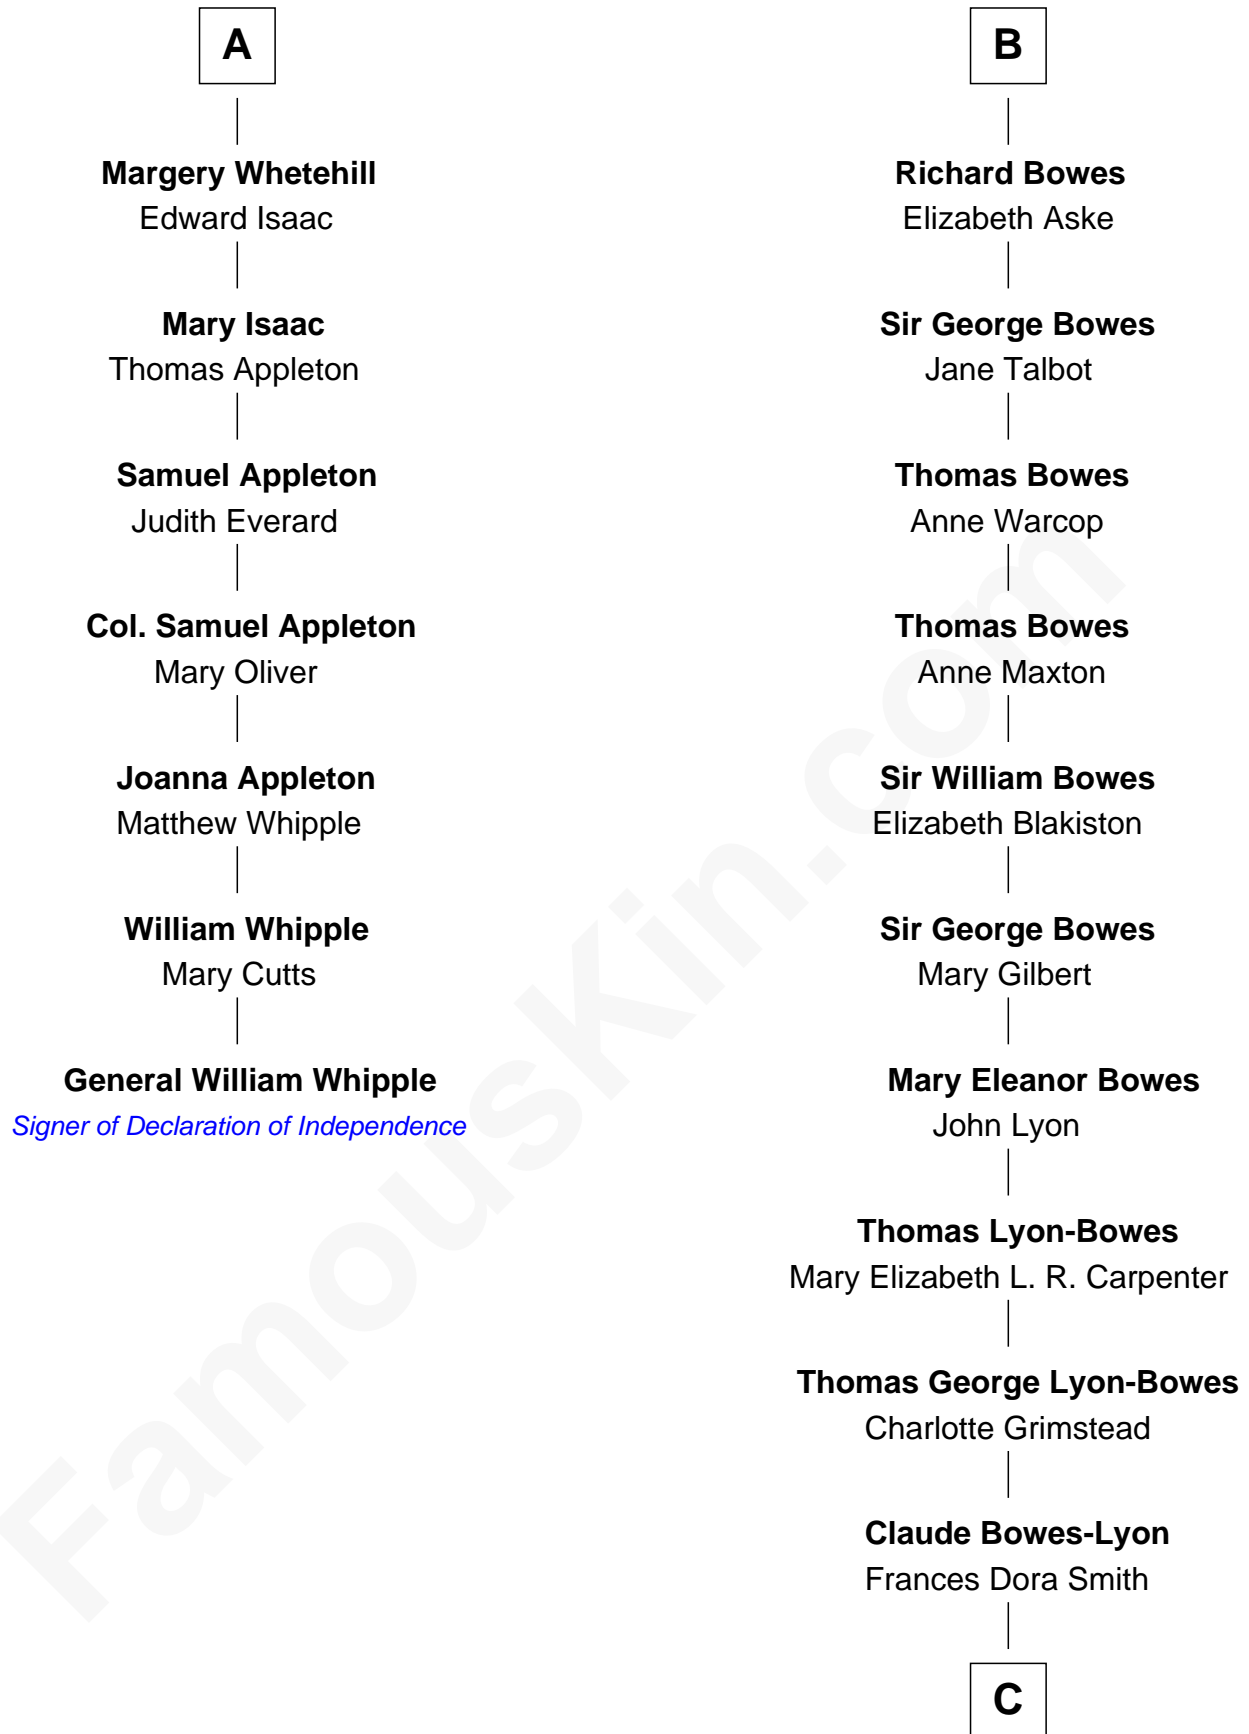 A
Margery Whetehill
Edward Isaac
Mary Isaac
Thomas Appleton
Samuel Appleton
Judith Everard
Col. Samuel Appleton
Mary Oliver
Joanna Appleton
Matthew Whipple
William Whipple
Mary Cutts
General William Whipple
Signer of Declaration of Independence
B
Richard Bowes
Elizabeth Aske
Sir George Bowes
Jane Talbot
Thomas Bowes
Anne Warcop
Thomas Bowes
Anne Maxton
Sir William Bowes
Elizabeth Blakiston
Sir George Bowes
Mary Gilbert
Mary Eleanor Bowes
John Lyon
Thomas Lyon-Bowes
Mary Elizabeth L. R. Carpenter
Thomas George Lyon-Bowes
Charlotte Grimstead
Claude Bowes-Lyon
Frances Dora Smith
C
FamousKin.com